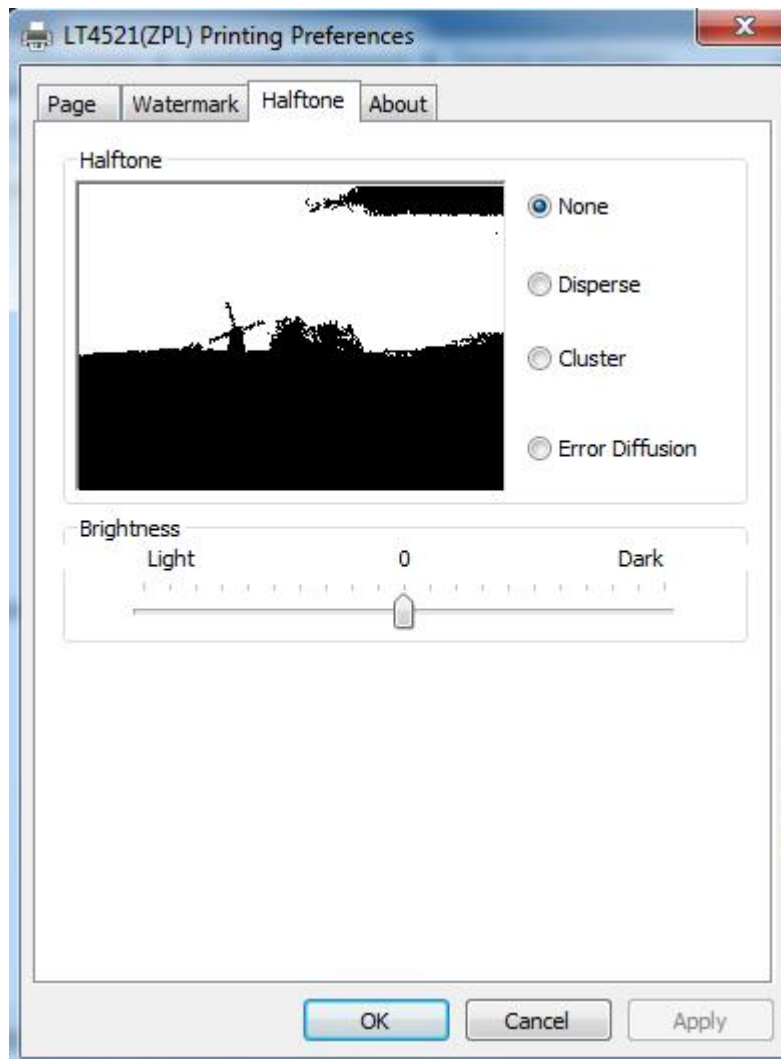 LT4521(ZPL) Printing Preferences
Page Watermark Halftone About
Halftone
None
Disperse
Cluster
Error Diffusion
Brightness
Light 0 Dark
OK Cancel Apply